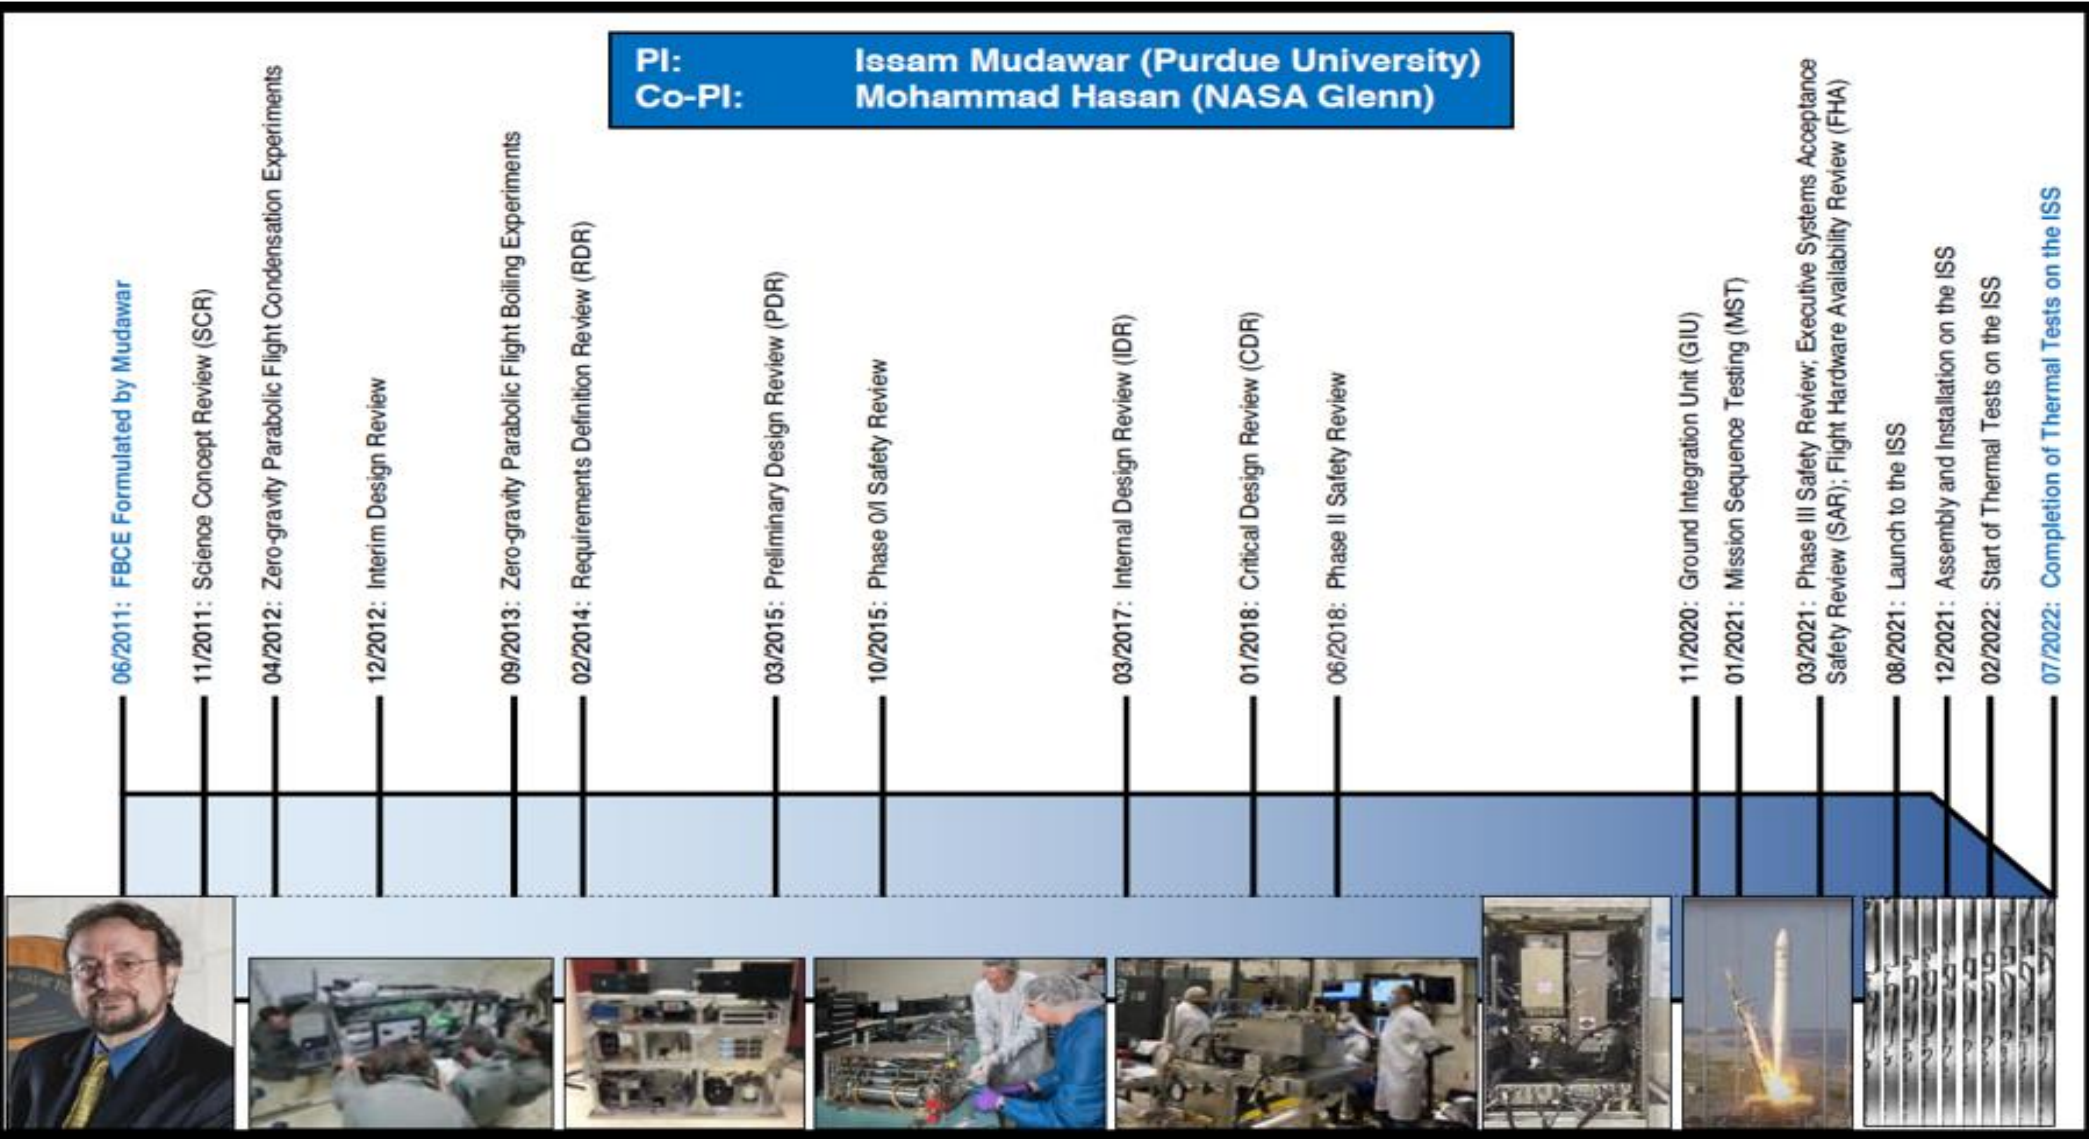 PI: Issam Mudawar (Purdue University)
Co-PI: Mohammad Hasan (NASA Glenn)
06/2011: FBCE Formulated by Mudawar
11/2011: Science Concept Review (SCR)
04/2012: Zero-gravity Parabolic Flight Condensation Experiments
12/2012: Interim Design Review
09/2013: Zero-gravity Parabolic Flight Boiling Experiments
02/2014: Requirements Definition Review (RDR)
03/2015: Preliminary Design Review (PDR)
10/2015: Phase 0/I Safety Review
03/2017: Internal Design Review (IDR)
01/2018: Critical Design Review (CDR)
06/2018: Phase II Safety Review
11/2020: Ground Integration Unit (GIU)
01/2021: Mission Sequence Testing (MST)
03/2021: Phase III Safety Review; Executive Systems Acceptance
Safety Review (SAR); Flight Hardware Availability Review (FHA)
08/2021: Launch to the ISS
12/2021: Assembly and Installation on the ISS
02/2022: Start of Thermal Tests on the ISS
07/2022: Completion of Thermal Tests on the ISS